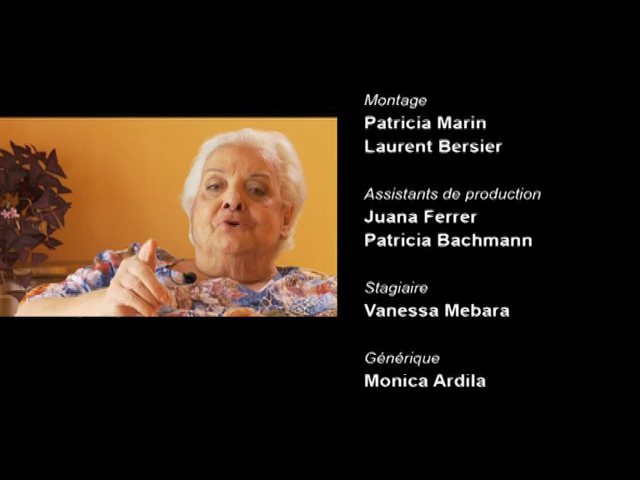 Montage
Patricia Marin
Laurent Bersier
Assistants de production
Juana Ferrer
Patricia Bachmann
Stagiaire
Vanessa Mebara
Générique
Monica Ardila